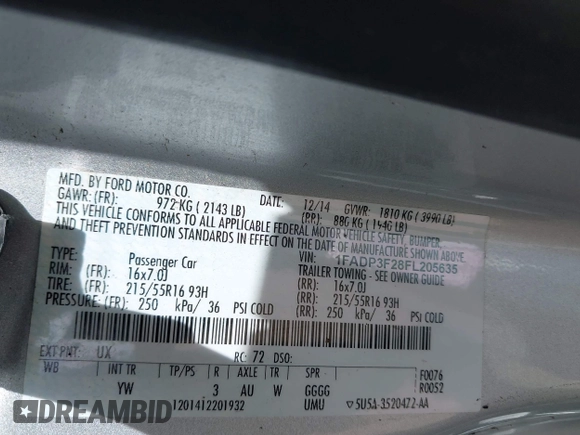 MFD. BY FORD MOTOR CO.
DATE: 12/14 GVWR: 1810 KG ( 3990 LB)
GAWR: (FR): 972 KG ( 2143 LB) (RR): 886 KG ( LB)
THIS VEHICLE CONFORMS TO ALL APPLICABLE FEDERAL MOTOR VEHICLE SAFETY, BUMPER,
AND THEFT PREVENTION STANDARDS IN EFFECT ON THE DATE OF MANUFACTURE SHOWN ABOVE.
VIN: 1FADP3F28FL205635
TYPE: Passenger Car TRAILER TOWING - SEE OWNER GUIDE
RIM: (FR): 16x7.0J (RR): 16x7.0J
TIRE: (FR): 215/55R16 93H (RR): 215/55R16 93H
PRESSURE: (FR): 250 kPa/ 36 PSI COLD (RR): 250 kPa/ 36 PSI COLD
EXT PNT: UX RC: 72 DSO:
WB INT TR TP/PS R AXLE TR SPR F0076
YW 3 AU W GGGG R0052
1201412201932 UMU ▽5U5A-3520472-AA
DREAMBID